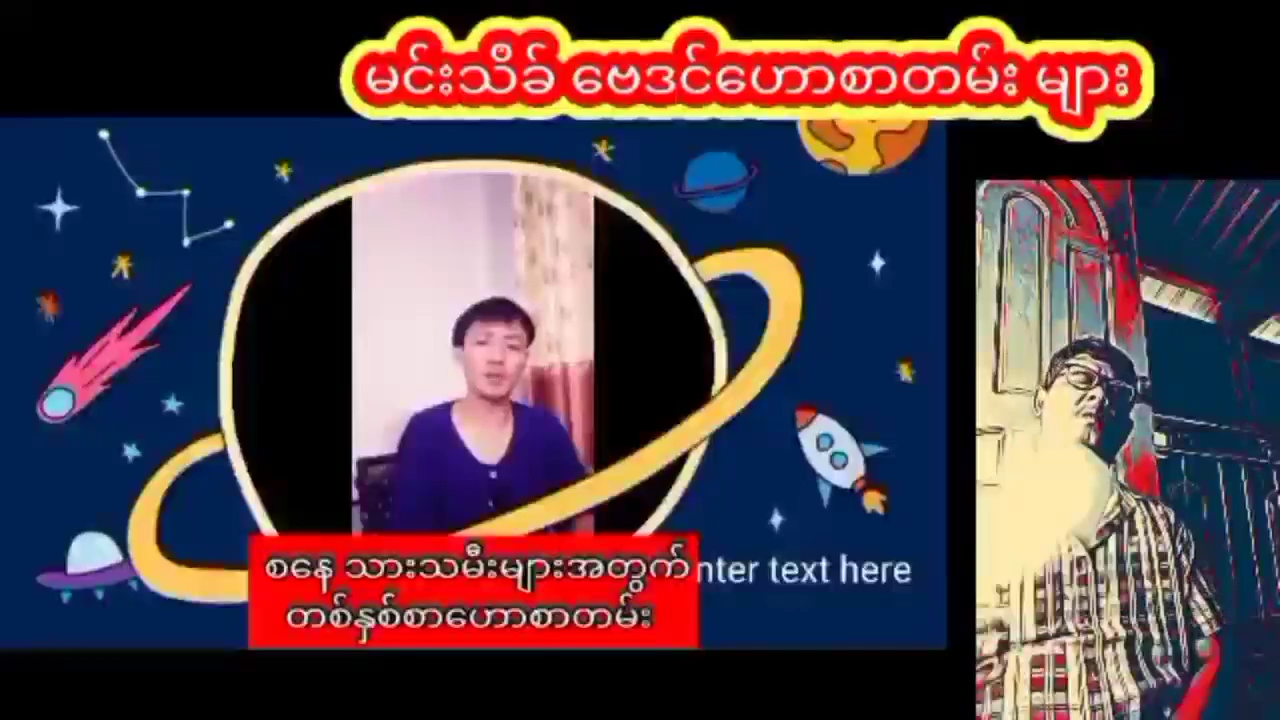 မင်းသိခ် ဗေဒင်ဟောစာတမ်း များ
စနေ သားသမီးများအတွက်
nter text here
တစ်နှစ်စာဟောစာတမ်း